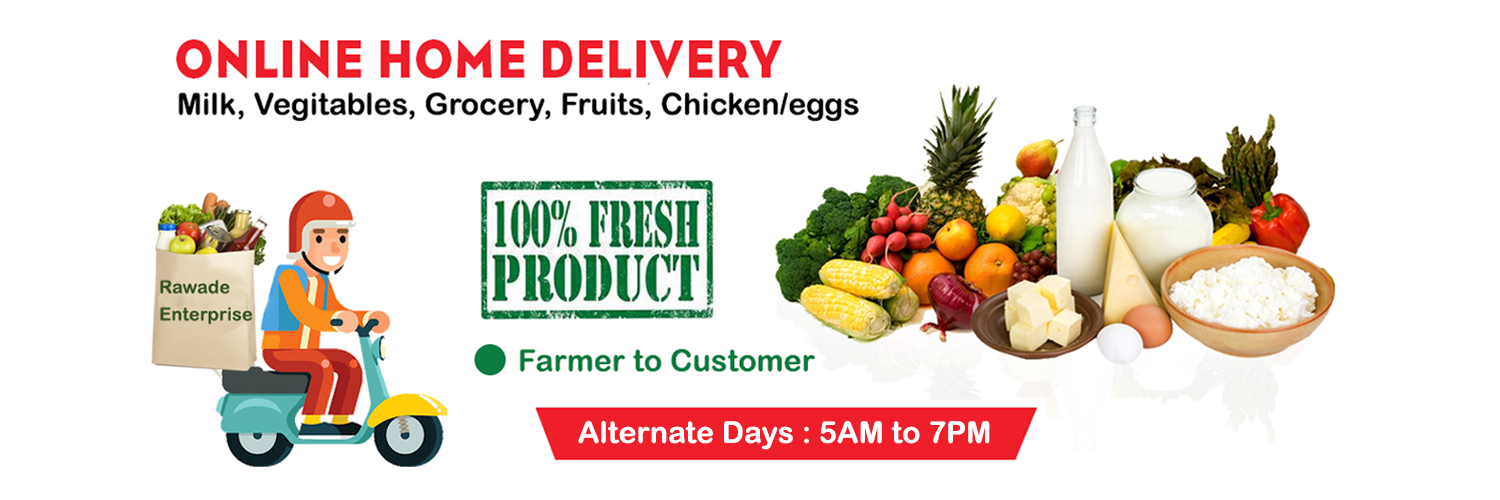 ONLINE HOME DELIVERY
Milk, Vegitables, Grocery, Fruits, Chicken/eggs
100% FRESH
PRODUCT
Rawade
Enterprise
Farmer to Customer
Alternate Days : 5AM to 7PM